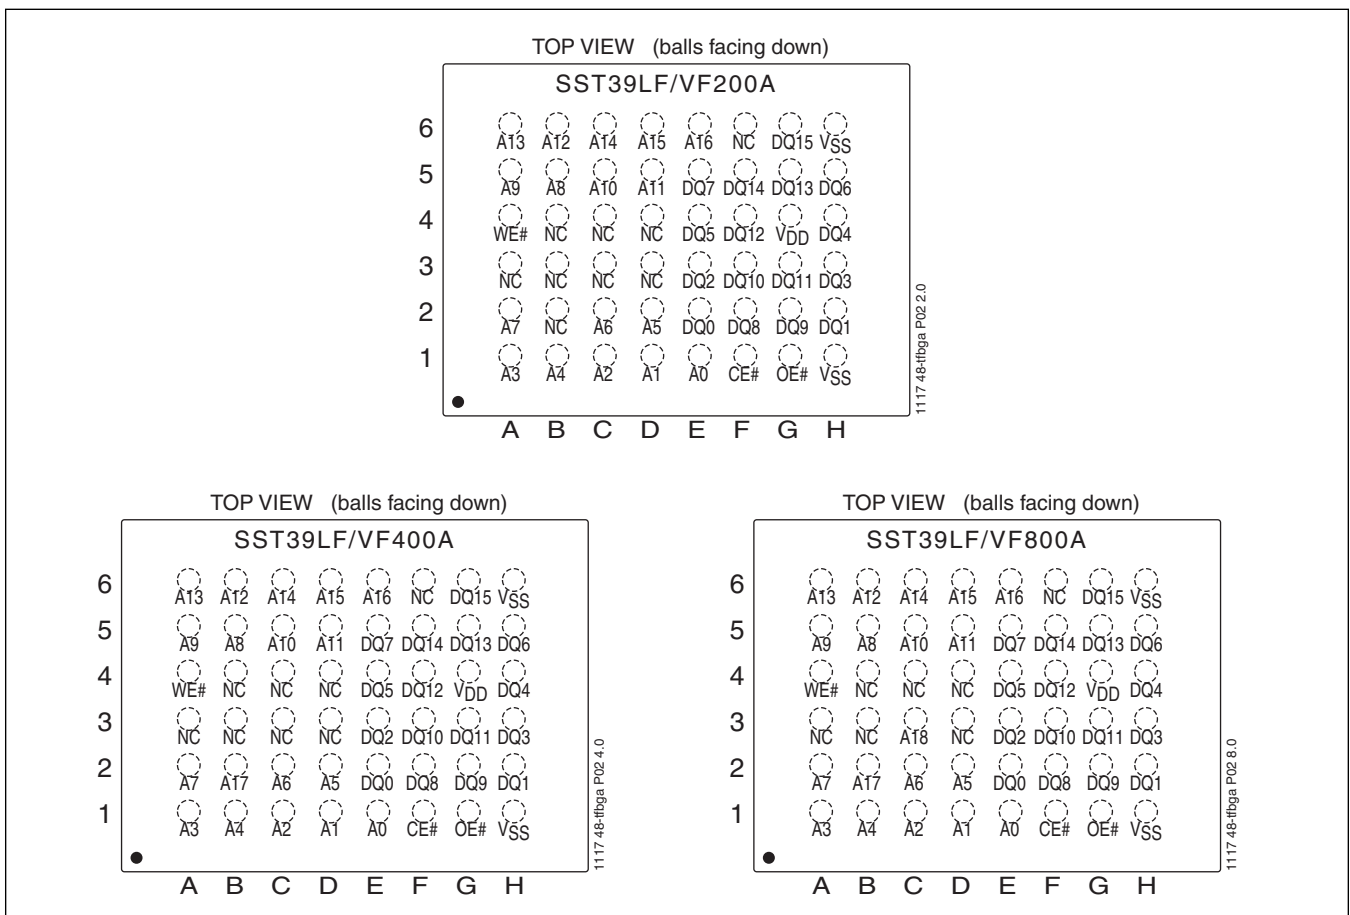 TOP VIEW (balls facing down)
SST39LF/VF200A
6 A13 A12 A14 A15 A16 NC DQ15 VSS
5 A9 A8 A10 A11 DQ7 DQ14 DQ13 DQ6
4 WE# NC NC NC DQ5 DQ12 VDD DQ4
3 NC NC NC NC DQ2 DQ10 DQ11 DQ3
2 A7 NC A6 A5 DQ0 DQ8 DQ9 DQ1
1 A3 A4 A2 A1 A0 CE# OE# VSS
A B C D E F G H
1117 48-tfbga P02 2.0
TOP VIEW (balls facing down)
SST39LF/VF400A
6 A13 A12 A14 A15 A16 NC DQ15 VSS
5 A9 A8 A10 A11 DQ7 DQ14 DQ13 DQ6
4 WE# NC NC NC DQ5 DQ12 VDD DQ4
3 NC NC NC NC DQ2 DQ10 DQ11 DQ3
2 A7 A17 A6 A5 DQ0 DQ8 DQ9 DQ1
1 A3 A4 A2 A1 A0 CE# OE# VSS
A B C D E F G H
1117 48-tfbga P02 4.0
TOP VIEW (balls facing down)
SST39LF/VF800A
6 A13 A12 A14 A15 A16 NC DQ15 VSS
5 A9 A8 A10 A11 DQ7 DQ14 DQ13 DQ6
4 WE# NC NC NC DQ5 DQ12 VDD DQ4
3 NC NC A18 NC DQ2 DQ10 DQ11 DQ3
2 A7 A17 A6 A5 DQ0 DQ8 DQ9 DQ1
1 A3 A4 A2 A1 A0 CE# OE# VSS
A B C D E F G H
1117 48-tfbga P02 8.0